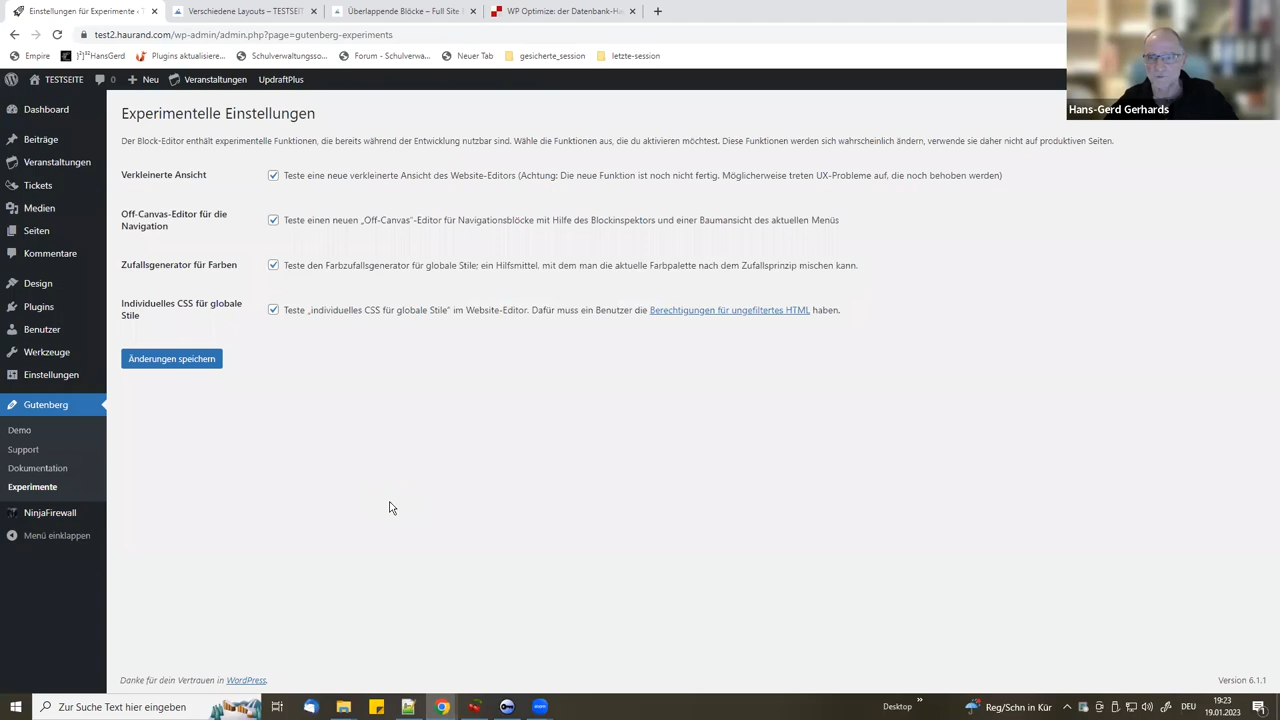 Einstellungen für Experimente ‹ T
Verschiedene Layouts – TESTSEIT
Überlappende Blöcke – Full Site E
WP Optimize: der Datenbank-Ha
test2.haurand.com/wp-admin/admin.php?page=gutenberg-experiments
Empire
)²]³²HansGerd
Plugins aktualisiere...
Schulverwaltungsso...
Forum - Schulverwa...
Neuer Tab
gesicherte_session
letzte-session
TESTSEITE
0
Neu
Veranstaltungen
UpdraftPlus
Hans-Gerd Gerhards
Dashboard
Beiträge
Veranstaltungen
Tickets
Medien
Seiten
Kommentare
Design
Plugins
Benutzer
Werkzeuge
Einstellungen
Gutenberg
Demo
Support
Dokumentation
Experimente
NinjaFirewall
Menü einklappen
Experimentelle Einstellungen
Der Block-Editor enthält experimentelle Funktionen, die bereits während der Entwicklung nutzbar sind. Wähle die Funktionen aus, die du aktivieren möchtest. Diese Funktionen werden sich wahrscheinlich ändern, verwende sie daher nicht auf produktiven Seiten.
Verkleinerte Ansicht
Teste eine neue verkleinerte Ansicht des Website-Editors (Achtung: Die neue Funktion ist noch nicht fertig. Möglicherweise treten UX-Probleme auf, die noch behoben werden)
Off-Canvas-Editor für die
Navigation
Teste einen neuen „Off-Canvas“-Editor für Navigationsblöcke mit Hilfe des Blockinspektors und einer Baumansicht des aktuellen Menüs
Zufallsgenerator für Farben
Teste den Farbzufallsgenerator für globale Stile; ein Hilfsmittel, mit dem man die aktuelle Farbpalette nach dem Zufallsprinzip mischen kann.
Individuelles CSS für globale
Stile
Teste „individuelles CSS für globale Stile“ im Website-Editor. Dafür muss ein Benutzer die Berechtigungen für ungefiltertes HTML haben.
Änderungen speichern
Danke für dein Vertrauen in WordPress.
Version 6.1.1
Zur Suche Text hier eingeben
Desktop
Reg/Schn in Kür
DEU
19:23
19.01.2023